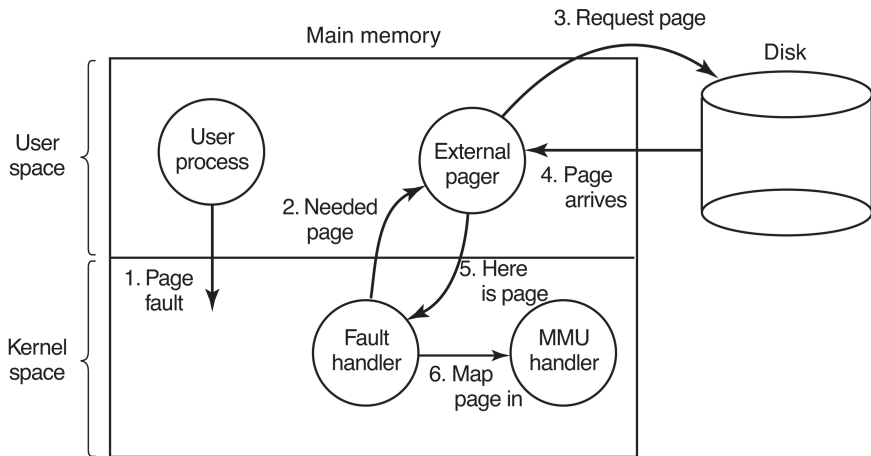 3. Request page
Main memory
Disk
User
space
User
process
External
pager
4. Page
arrives
2. Needed
page
1. Page
fault
5. Here
is page
Kernel
space
Fault
handler
MMU
handler
6. Map
page in